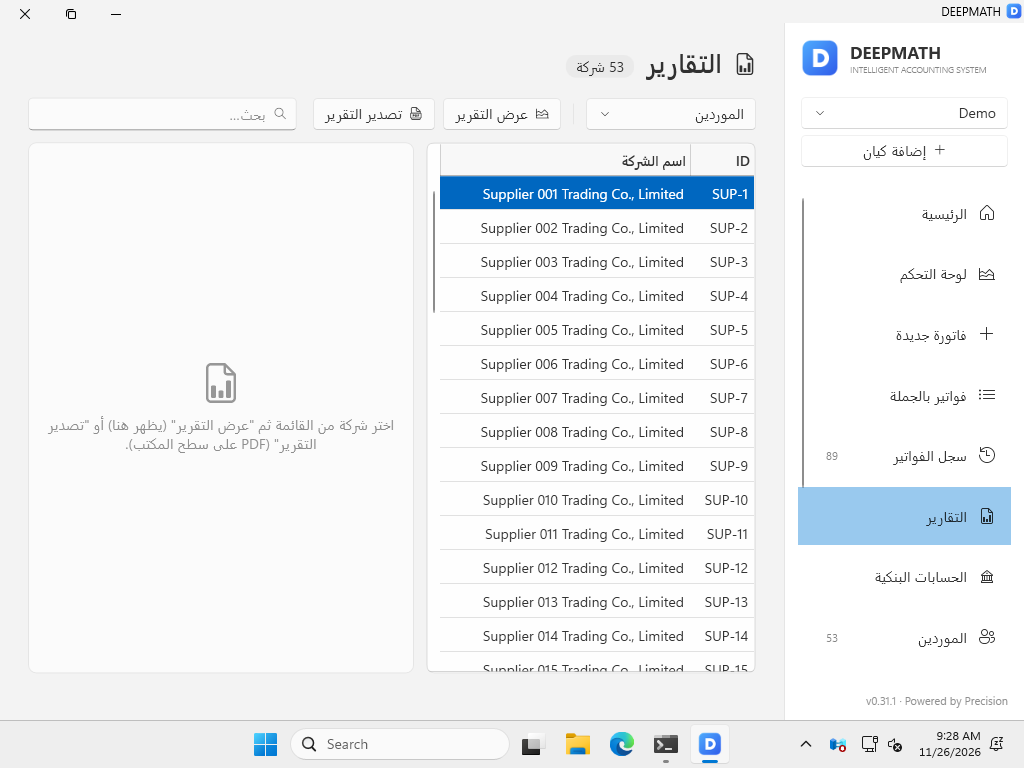 DEEPMATH
DEEPMATH
INTELLIGENT ACCOUNTING SYSTEM
Demo
إضافة كيان
الرئيسية
لوحة التحكم
فاتورة جديدة
فواتير بالجملة
سجل الفواتير 89
التقارير
الحسابات البنكية
الموردين 53
v0.31.1 · Powered by Precision
التقارير 53 شركة
الموردين
عرض التقرير
تصدير التقرير
بحث...
ID اسم الشركة
SUP-1 Supplier 001 Trading Co., Limited
SUP-2 Supplier 002 Trading Co., Limited
SUP-3 Supplier 003 Trading Co., Limited
SUP-4 Supplier 004 Trading Co., Limited
SUP-5 Supplier 005 Trading Co., Limited
SUP-6 Supplier 006 Trading Co., Limited
SUP-7 Supplier 007 Trading Co., Limited
SUP-8 Supplier 008 Trading Co., Limited
SUP-9 Supplier 009 Trading Co., Limited
SUP-10 Supplier 010 Trading Co., Limited
SUP-11 Supplier 011 Trading Co., Limited
SUP-12 Supplier 012 Trading Co., Limited
SUP-13 Supplier 013 Trading Co., Limited
SUP-14 Supplier 014 Trading Co., Limited
SUP-15 Supplier 015 Trading Co., Limited
اختر شركة من القائمة ثم "عرض التقرير" (يظهر هنا) أو "تصدير
التقرير" (PDF على سطح المكتب).
Search
9:28 AM
11/26/2026